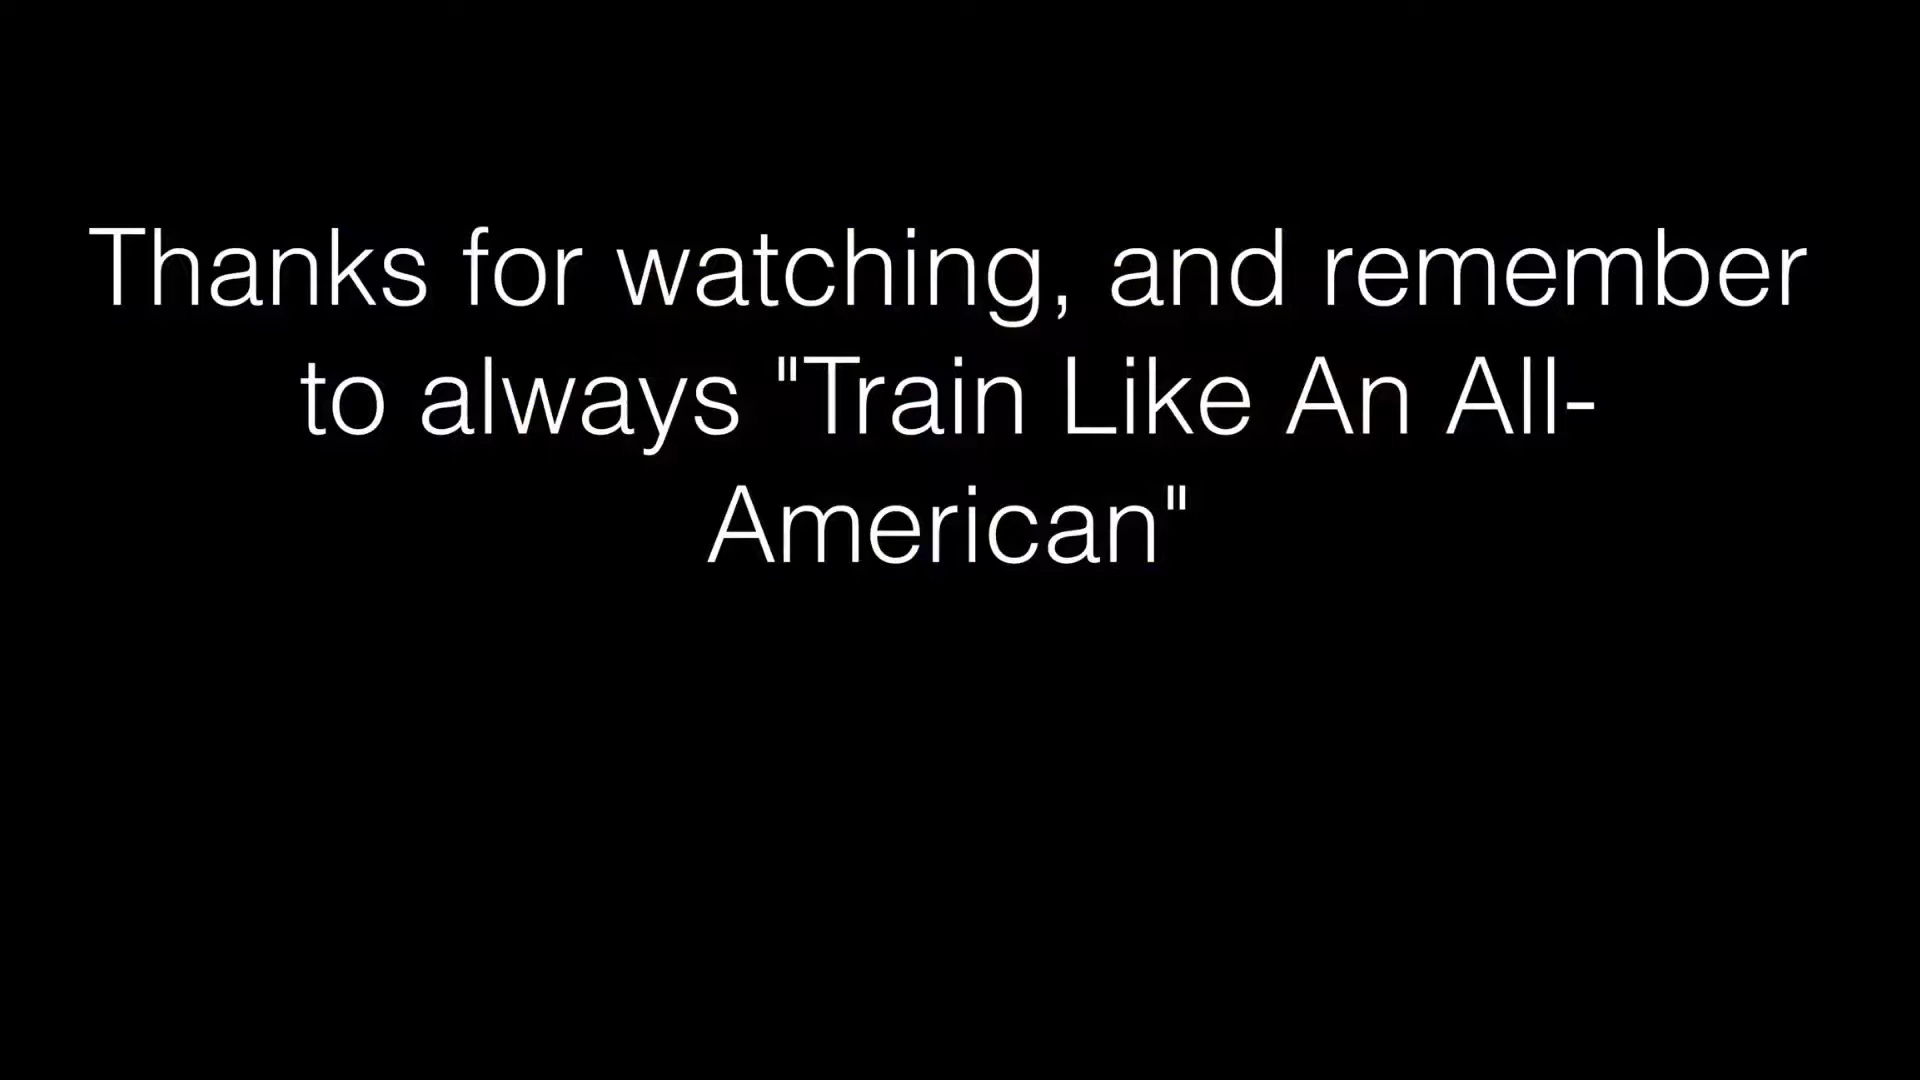 Thanks for watching, and remember
to always "Train Like An All-
American"